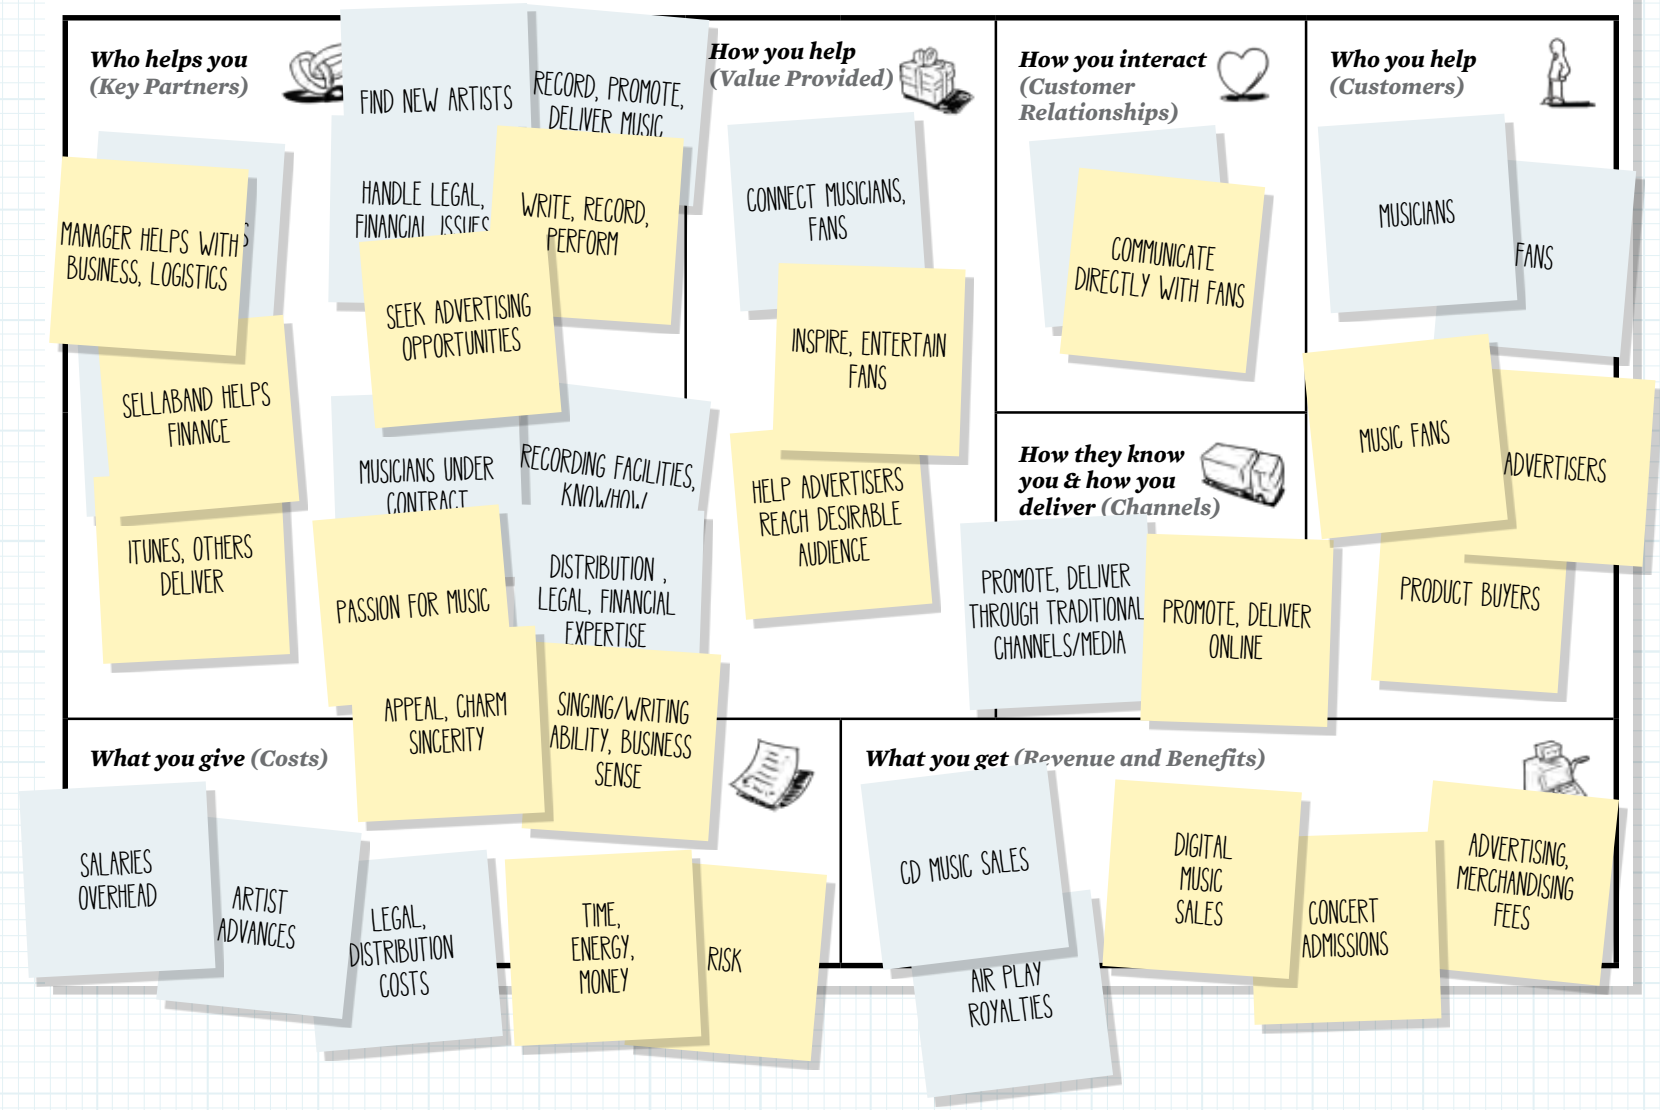 Who helps you
(Key Partners)
MANAGER HELPS WITH
BUSINESS, LOGISTICS
SELLABAND HELPS
FINANCE
ITUNES, OTHERS
DELIVER
FIND NEW ARTISTS
RECORD, PROMOTE,
DELIVER MUSIC
HANDLE LEGAL,
FINANCIAL ISSUES
WRITE, RECORD,
PERFORM
SEEK ADVERTISING
OPPORTUNITIES
MUSICIANS UNDER
CONTRACT
RECORDING FACILITIES,
KNOWHOW
DISTRIBUTION ,
LEGAL, FINANCIAL
EXPERTISE
PASSION FOR MUSIC
APPEAL, CHARM
SINCERITY
SINGING/WRITING
ABILITY, BUSINESS
SENSE
How you help
(Value Provided)
CONNECT MUSICIANS,
FANS
INSPIRE, ENTERTAIN
FANS
HELP ADVERTISERS
REACH DESIRABLE
AUDIENCE
How you interact
(Customer
Relationships)
COMMUNICATE
DIRECTLY WITH FANS
How they know
you & how you
deliver (Channels)
PROMOTE, DELIVER
THROUGH TRADITIONAL
CHANNELS/MEDIA
PROMOTE, DELIVER
ONLINE
Who you help
(Customers)
MUSICIANS
FANS
MUSIC FANS
ADVERTISERS
PRODUCT BUYERS
What you give (Costs)
SALARIES
OVERHEAD
ARTIST
ADVANCES
LEGAL,
DISTRIBUTION
COSTS
TIME,
ENERGY,
MONEY
RISK
What you get (Revenue and Benefits)
CD MUSIC SALES
AIR PLAY
ROYALTIES
DIGITAL
MUSIC
SALES
CONCERT
ADMISSIONS
ADVERTISING,
MERCHANDISING
FEES